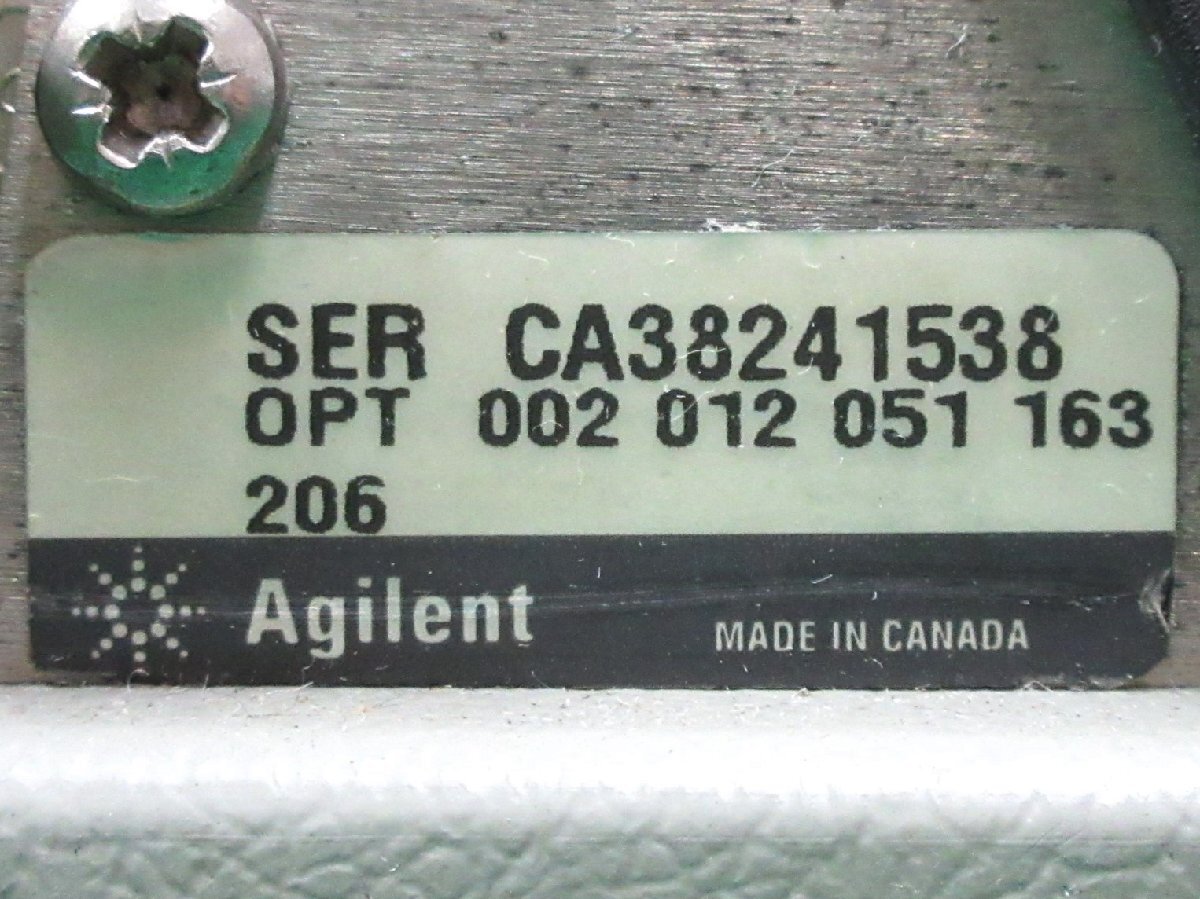 SER CA38241538
OPT 002 012 051 163
206
Agilent
MADE IN CANADA